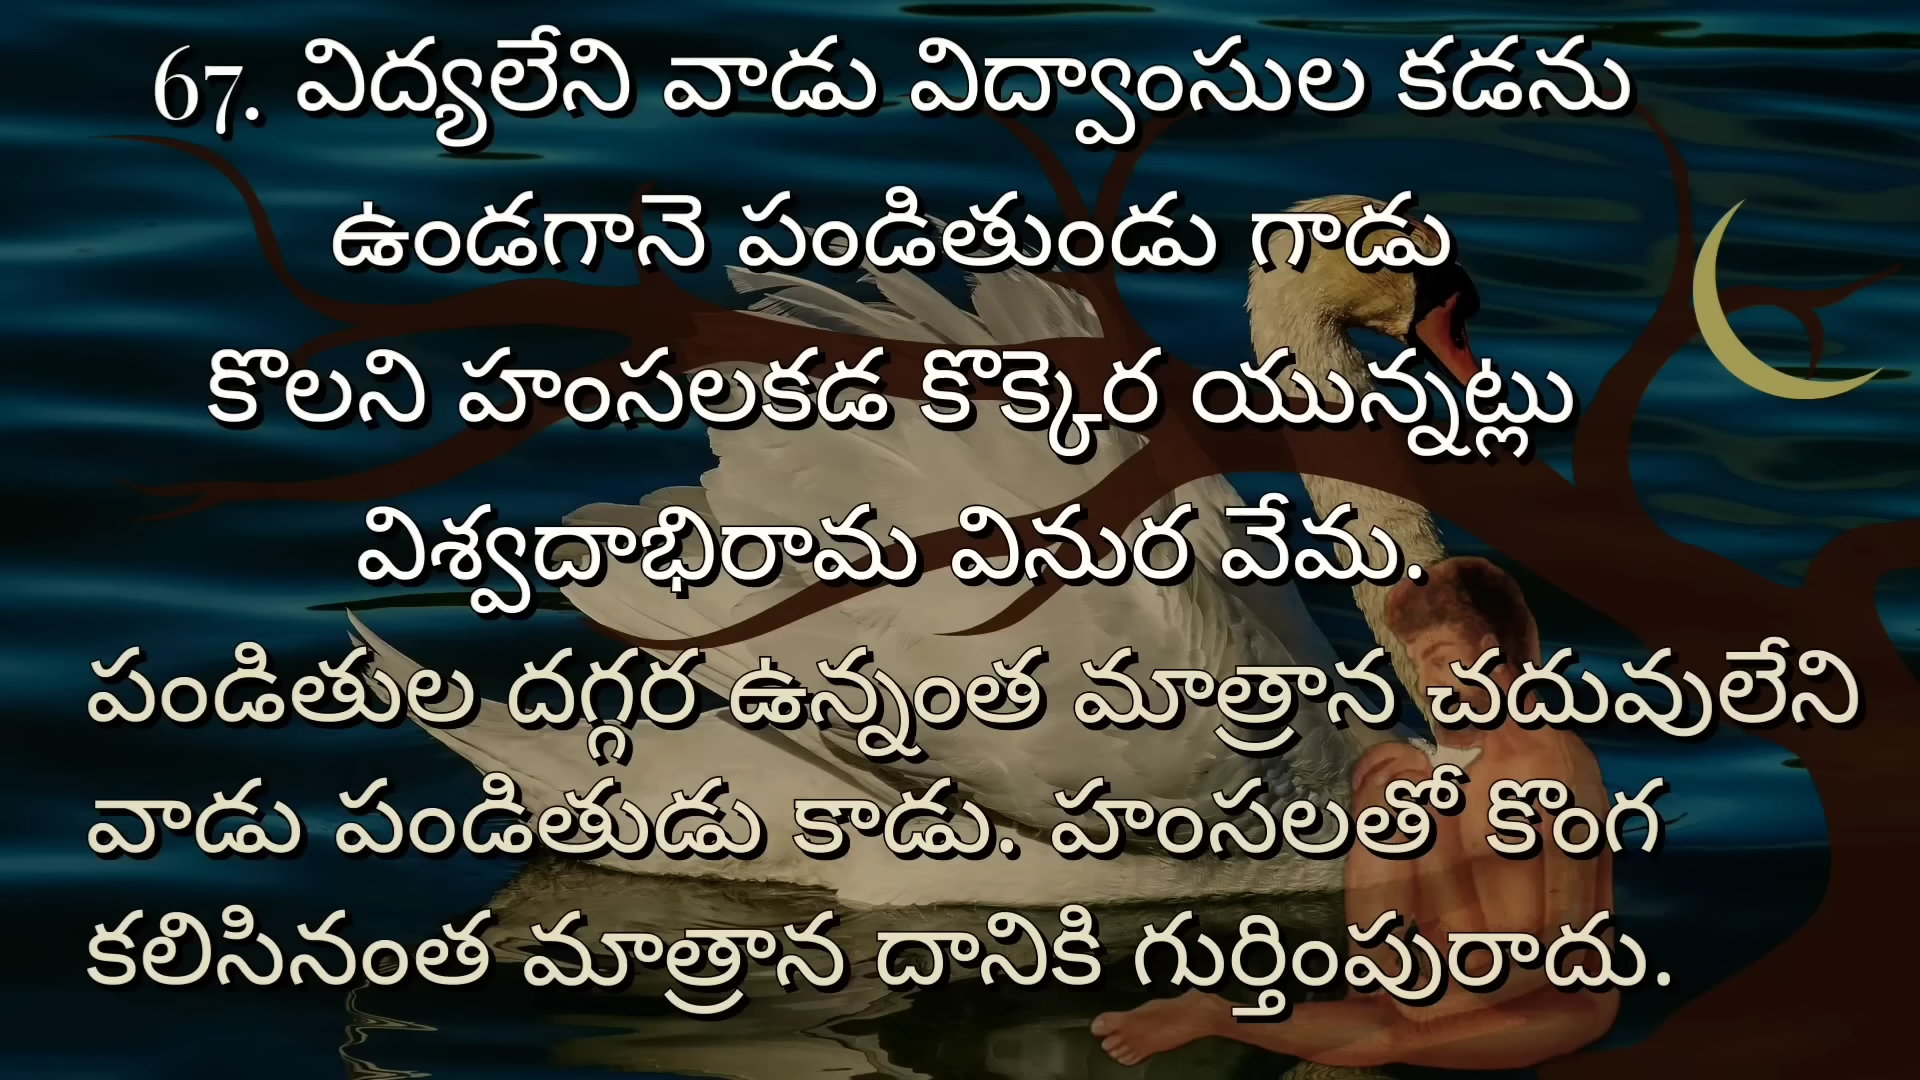 67. విద్యలేని వాడు విద్వాంసుల కడను
ఉండగానె పండితుండు గాడు
కొలని హంసలకడ కొక్కెర యున్నట్లు
విశ్వదాభిరామ వినుర వేమ.
పండితుల దగ్గర ఉన్నంత మాత్రాన చదువులేని
వాడు పండితుడు కాడు. హంసలతో కొంగ
కలిసినంత మాత్రాన దానికి గుర్తింపురాదు.